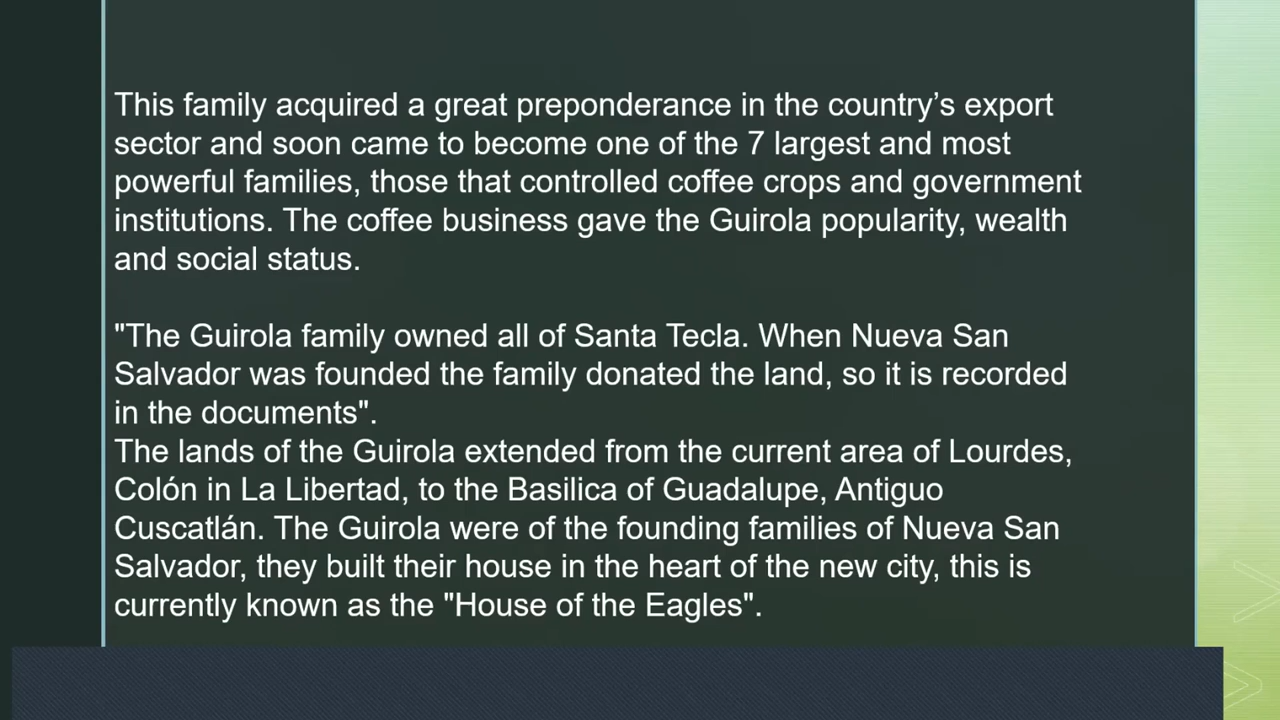 This family acquired a great preponderance in the country’s export
sector and soon came to become one of the 7 largest and most
powerful families, those that controlled coffee crops and government
institutions. The coffee business gave the Guirola popularity, wealth
and social status.
"The Guirola family owned all of Santa Tecla. When Nueva San
Salvador was founded the family donated the land, so it is recorded
in the documents".
The lands of the Guirola extended from the current area of Lourdes,
Colón in La Libertad, to the Basilica of Guadalupe, Antiguo
Cuscatlán. The Guirola were of the founding families of Nueva San
Salvador, they built their house in the heart of the new city, this is
currently known as the "House of the Eagles".